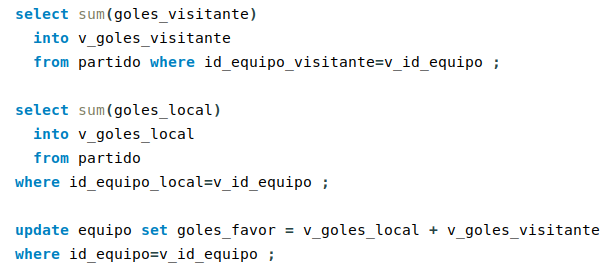 select sum(goles_visitante)
into v_goles_visitante
from partido where id_equipo_visitante=v_id_equipo ;
select sum(goles_local)
into v_goles_local
from partido
where id_equipo_local=v_id_equipo ;
update equipo set goles_favor = v_goles_local + v_goles_visitante
where id_equipo=v_id_equipo ;